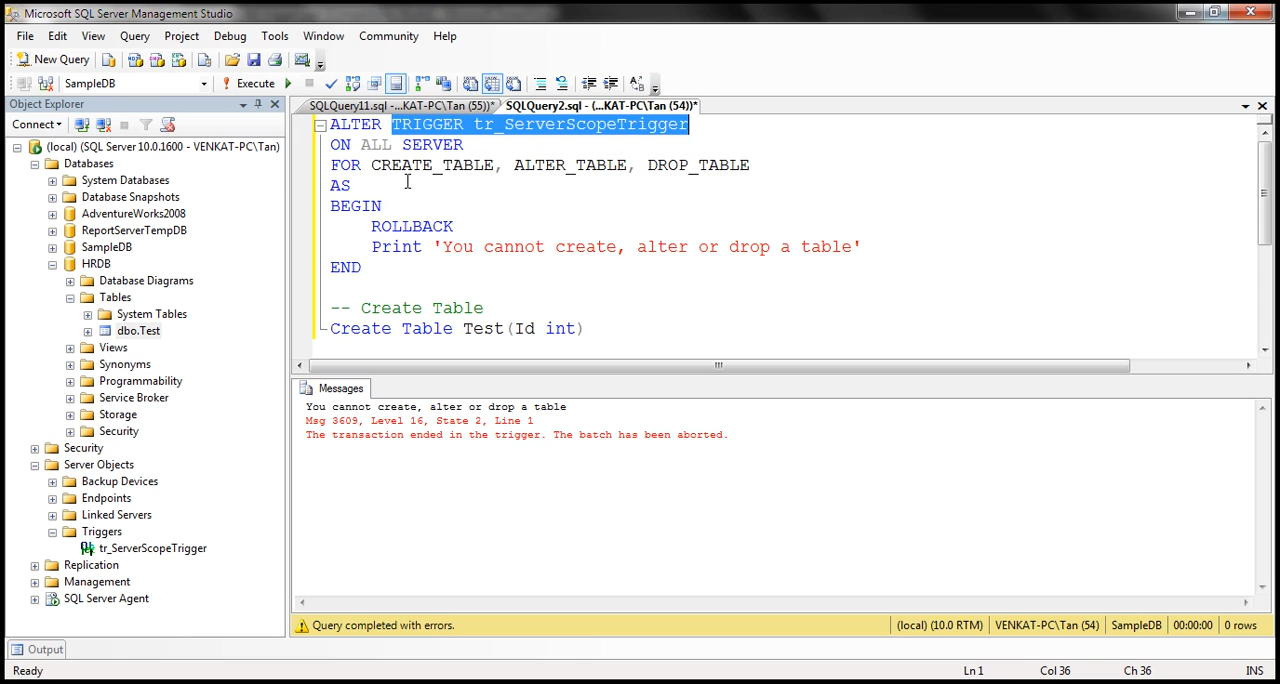 Microsoft SQL Server Management Studio
File Edit View Query Project Debug Tools Window Community Help
New Query
SampleDB Execute
Object Explorer
SQLQuery11.sql -...KAT-PC\Tan (55))* SQLQuery2.sql - (...KAT-PC\Tan (54))*
Connect
(local) (SQL Server 10.0.1600 - VENKAT-PC\Tan)
Databases
System Databases
Database Snapshots
AdventureWorks2008
ReportServerTempDB
SampleDB
HRDB
Database Diagrams
Tables
System Tables
dbo.Test
Views
Synonyms
Programmability
Service Broker
Storage
Security
Security
Server Objects
Backup Devices
Endpoints
Linked Servers
Triggers
tr_ServerScopeTrigger
Replication
Management
SQL Server Agent
ALTER TRIGGER tr_ServerScopeTrigger
ON ALL SERVER
FOR CREATE_TABLE, ALTER_TABLE, DROP_TABLE
AS
BEGIN
ROLLBACK
Print 'You cannot create, alter or drop a table'
END
-- Create Table
Create Table Test(Id int)
Messages
You cannot create, alter or drop a table
Msg 3609, Level 16, State 2, Line 1
The transaction ended in the trigger. The batch has been aborted.
Query completed with errors. (local) (10.0 RTM) VENKAT-PC\Tan (54) SampleDB 00:00:00 0 rows
Output
Ready Ln 1 Col 36 Ch 36 INS